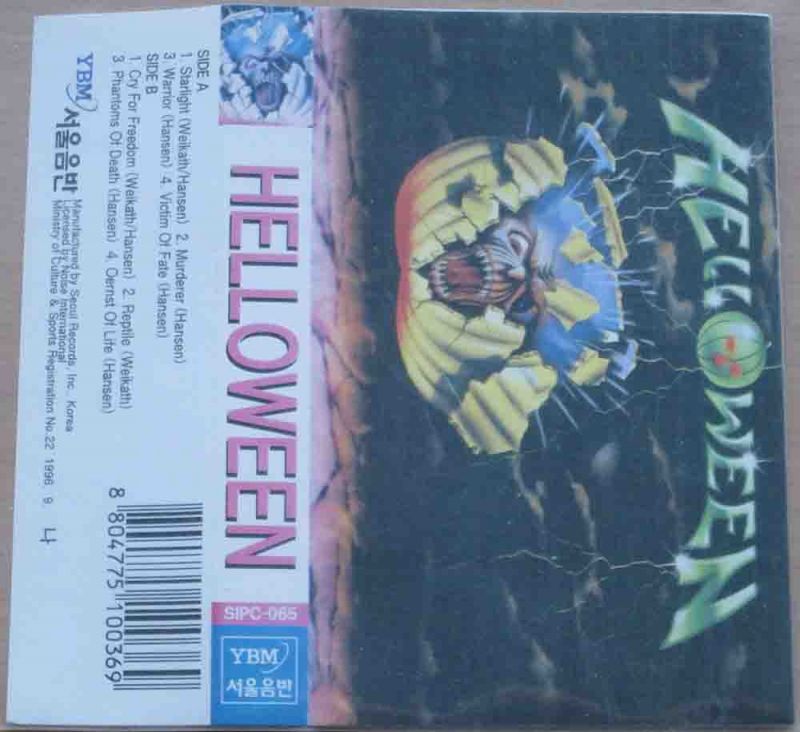 HELLOWEEN
HELLOWEEN
SIPC-065
YBM
서울음반
SIDE A
1. Starlight (Weikath/Hansen) 2. Murderer (Hansen)
3. Warrior (Hansen) 4. Victim Of Fate (Hansen)
SIDE B
1. Cry For Freedom (Weikath/Hansen) 2. Reptile (Weikath)
3. Phantoms Of Death (Hansen) 4. Oernst Of Life (Hansen)
YBM 서울음반
Manufactured by Seoul Records, Inc., Korea
Licensed by Noise International
Ministry of Culture & Sports Registration No.22 1996. 9. 나
8 804775 100369